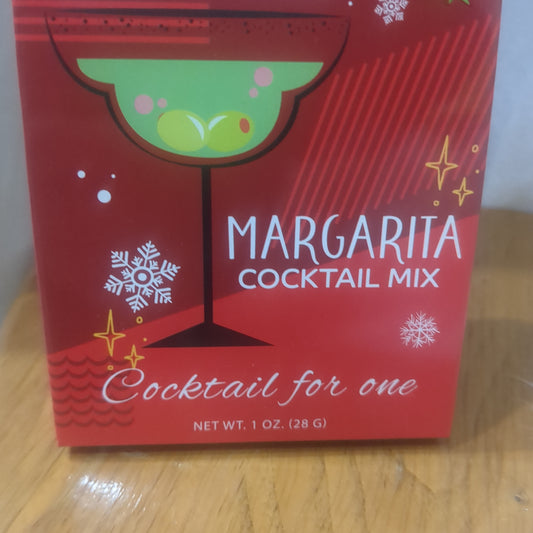 MARGARITA
COCKTAIL MIX
Cocktail for one
NET WT. 1 OZ. (28 G)